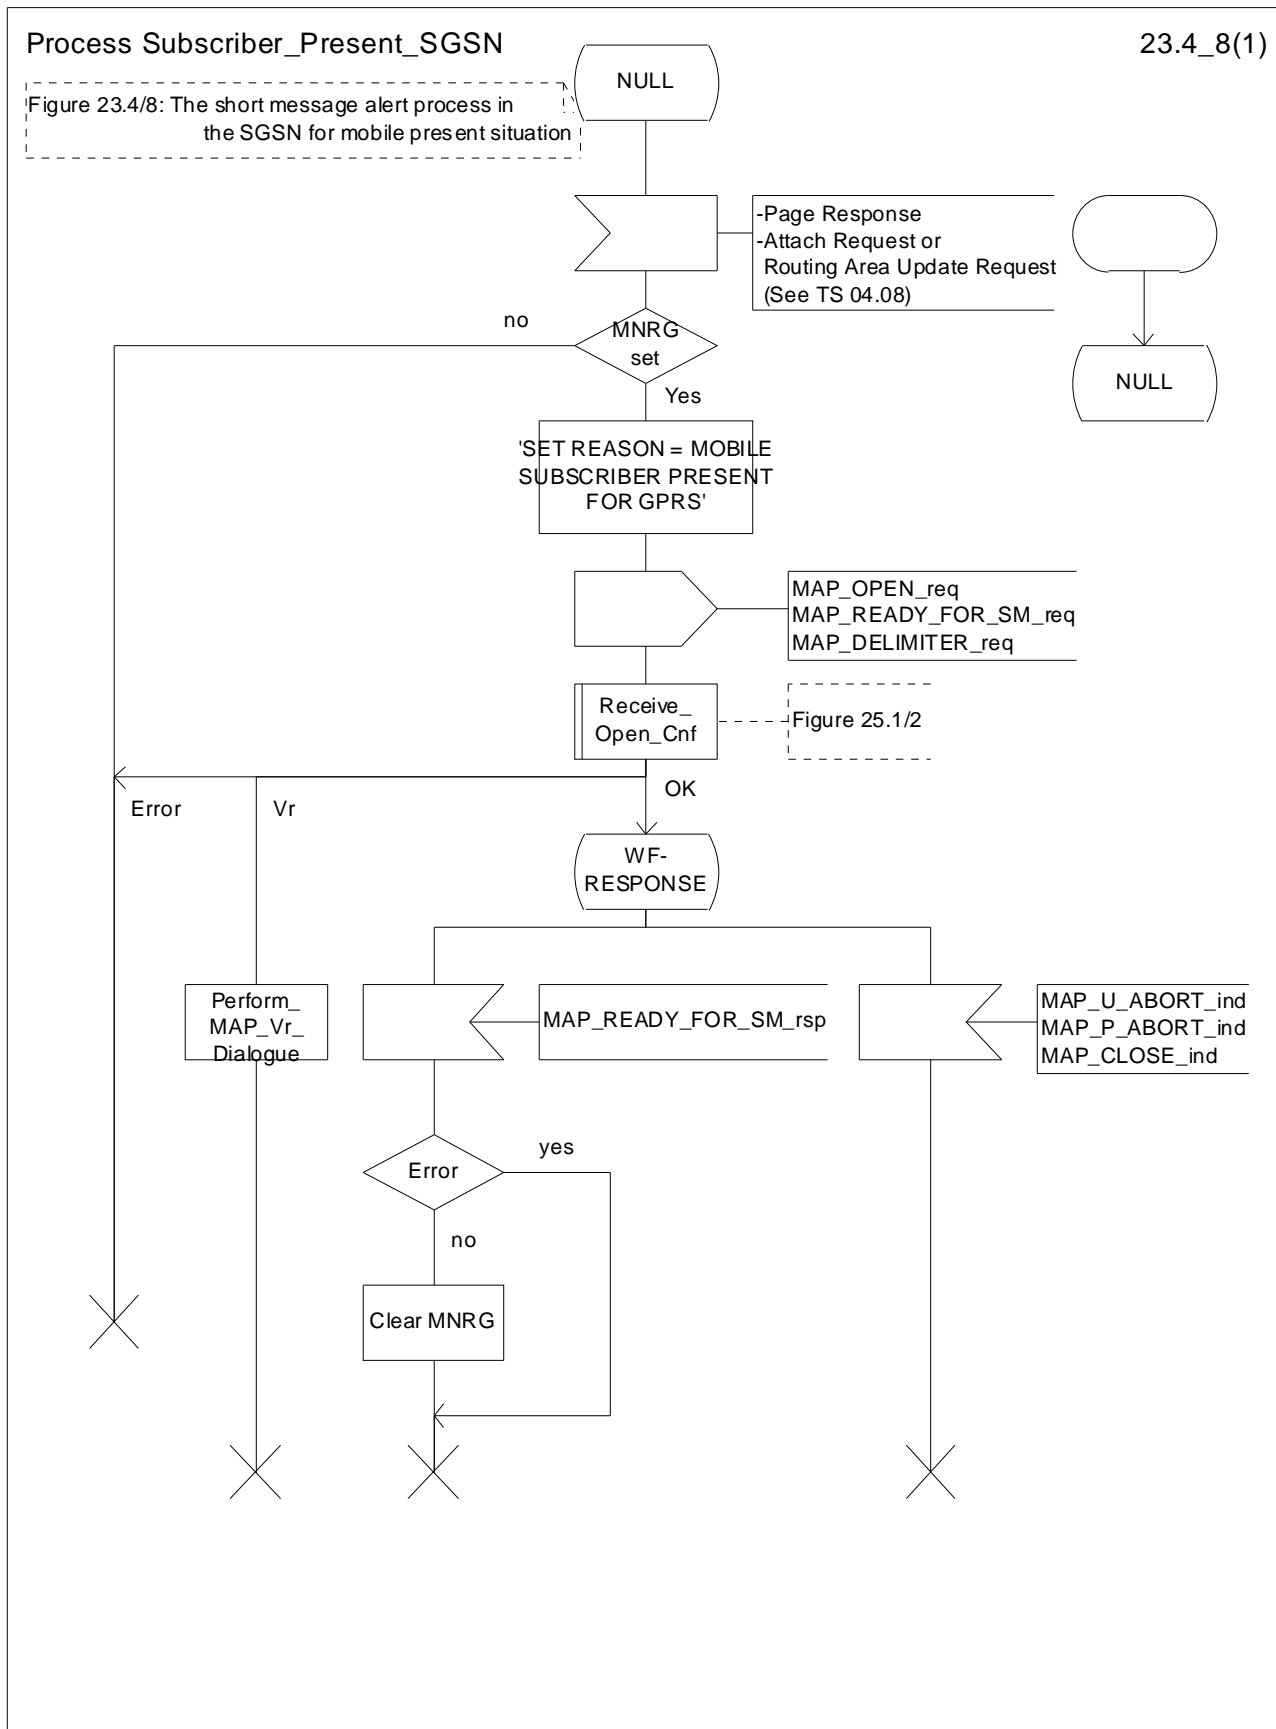 Process Subscriber_Present_SGSN
23.4_8(1)
NULL
Figure 23.4/8: The short message alert process in
the SGSN for mobile present situation
-Page Response
-Attach Request or
Routing Area Update Request
(See TS 04.08)
no
MNRG
set
NULL
Yes
'SET REASON = MOBILE
SUBSCRIBER PRESENT
FOR GPRS'
MAP_OPEN_req
MAP_READY_FOR_SM_req
MAP_DELIMITER_req
Receive_
Open_Cnf
Figure 25.1/2
Error
Vr
OK
WF-
RESPONSE
Perform_
MAP_Vr_
Dialogue
MAP_READY_FOR_SM_rsp
MAP_U_ABORT_ind
MAP_P_ABORT_ind
MAP_CLOSE_ind
Error
yes
no
Clear MNRG